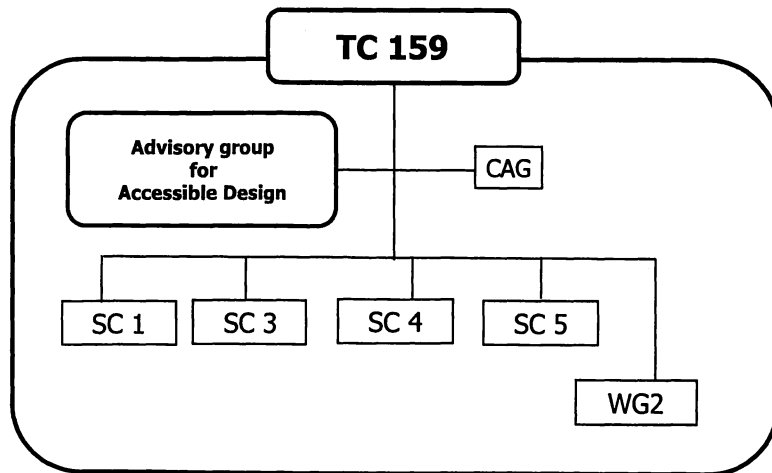 TC 159
Advisory group
for
Accessible Design
CAG
SC 1
SC 3
SC 4
SC 5
WG2